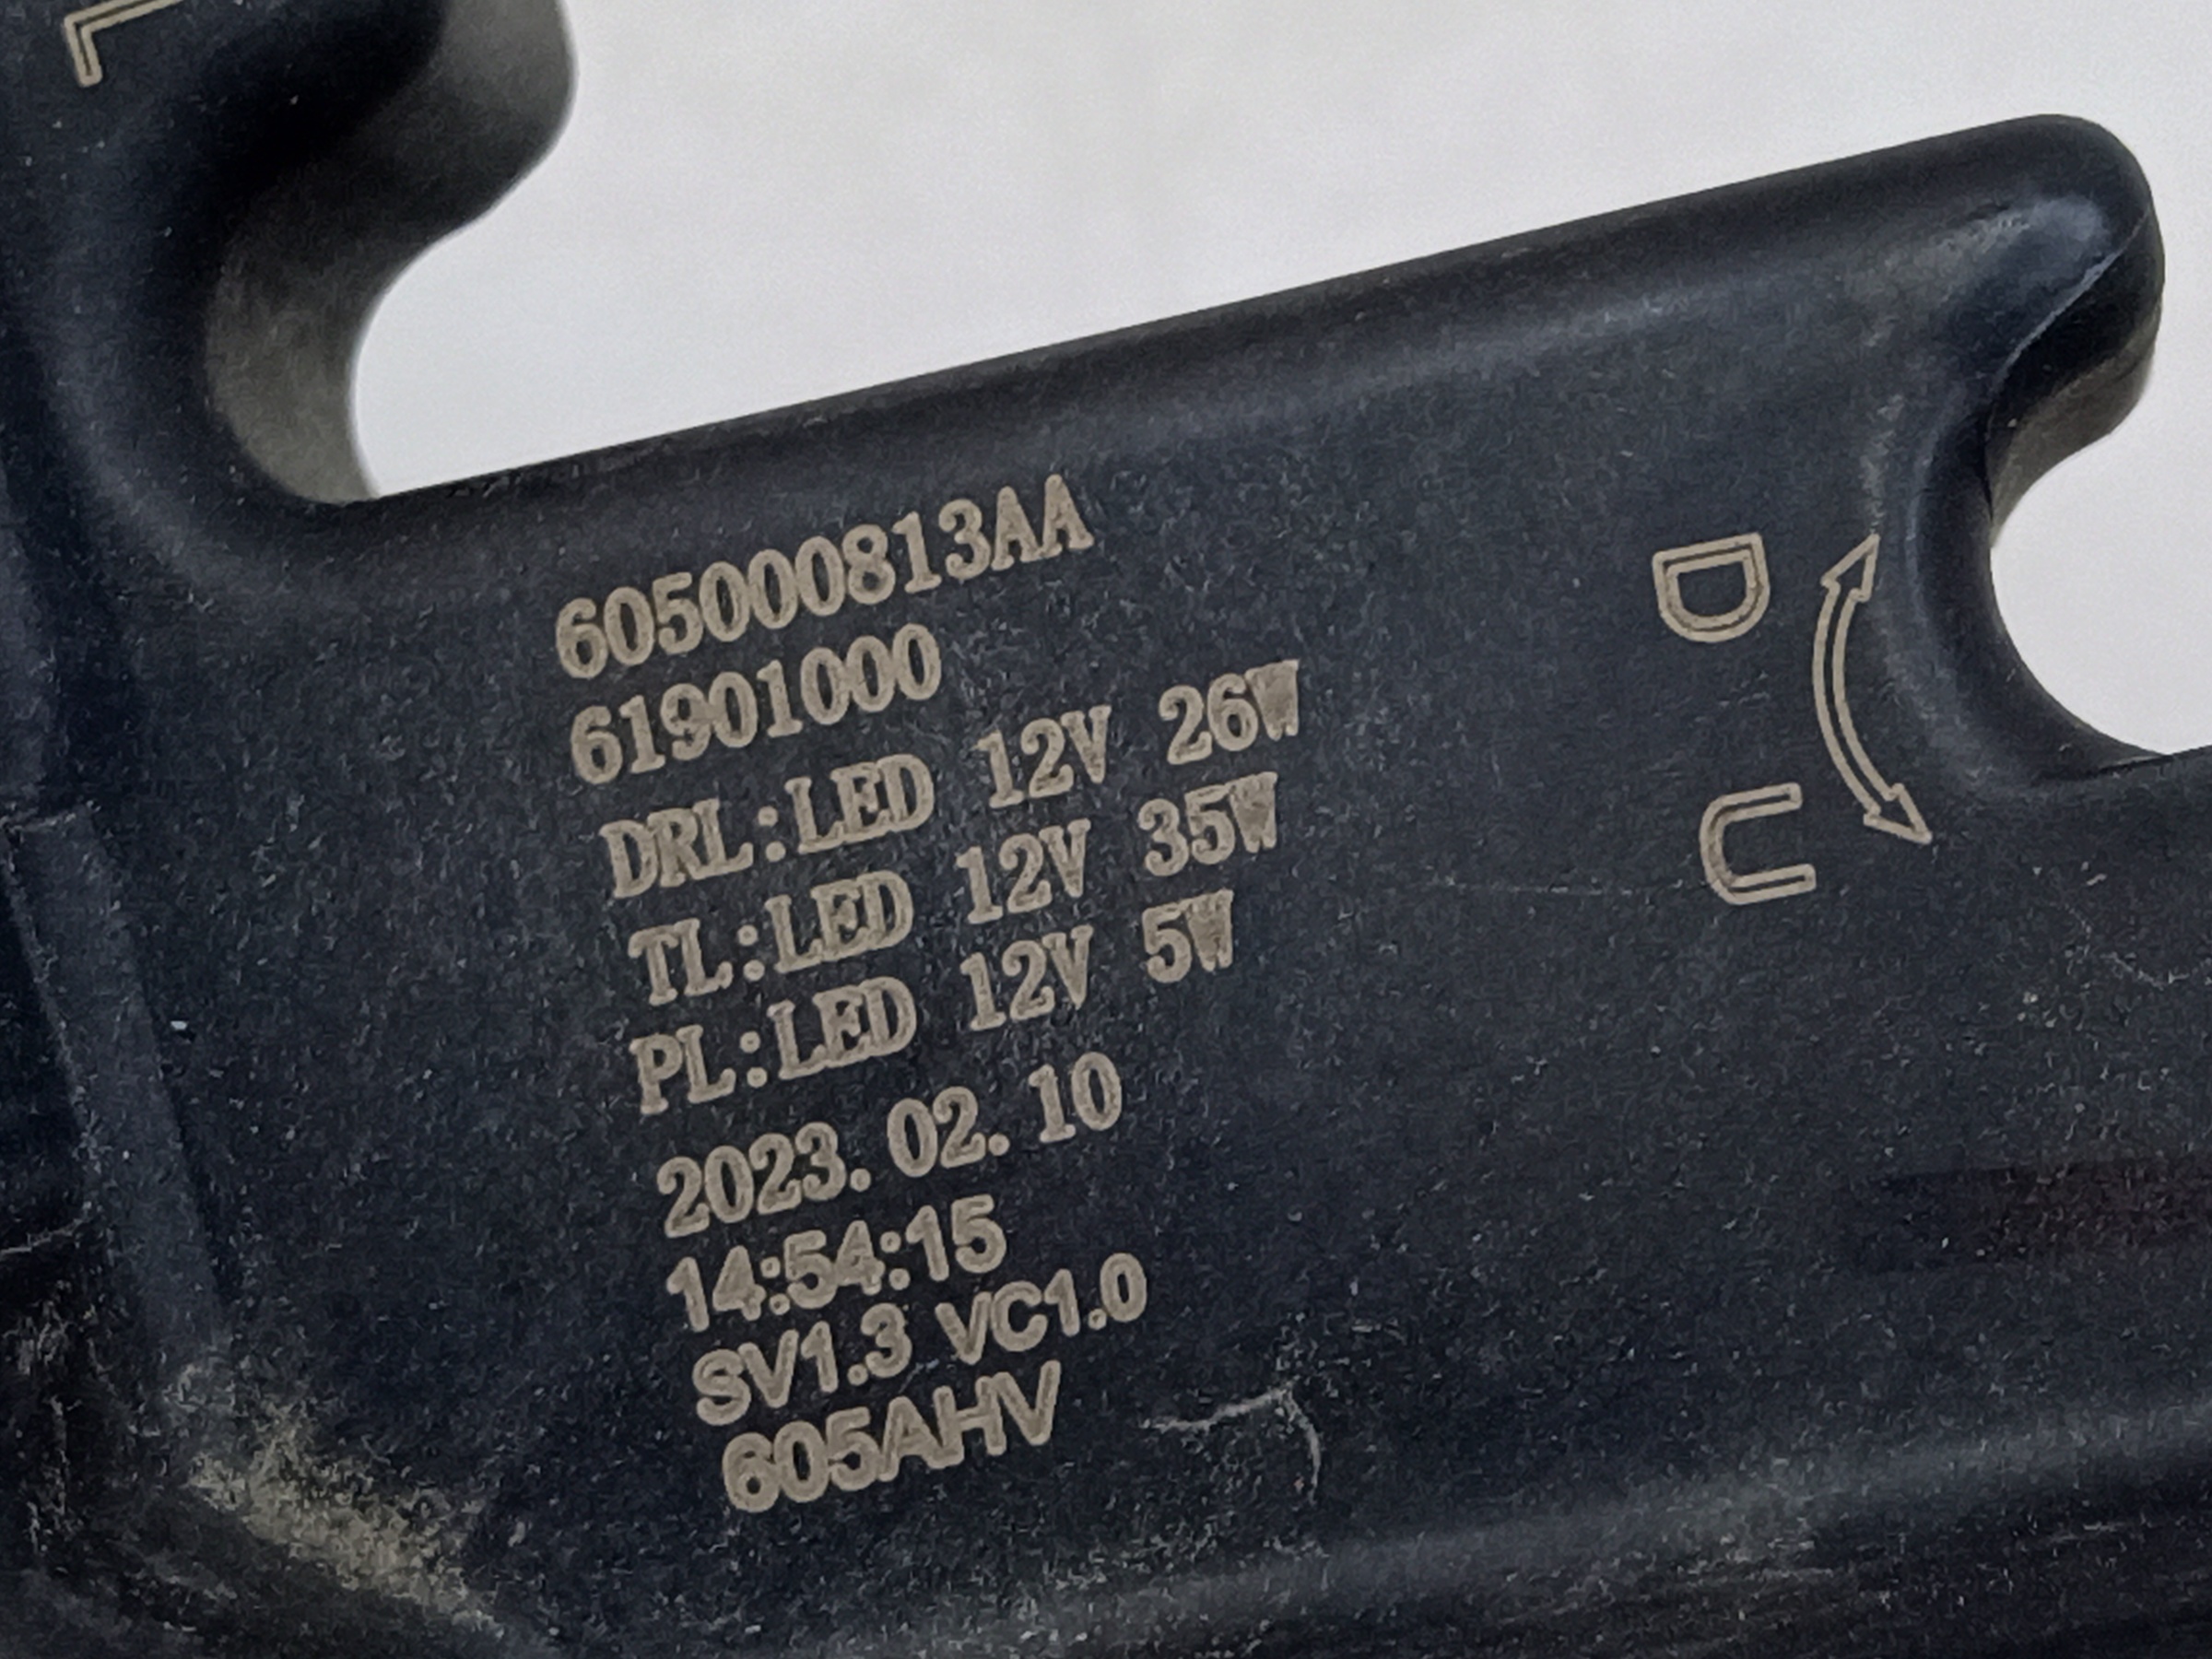 L
605000813AA
61901000
DRL:LED 12V 26W
TL:LED 12V 35W
PL:LED 12V 5W
2023.02.10
14:54:15
SV1.3 VC1.0
605AHV
D
U